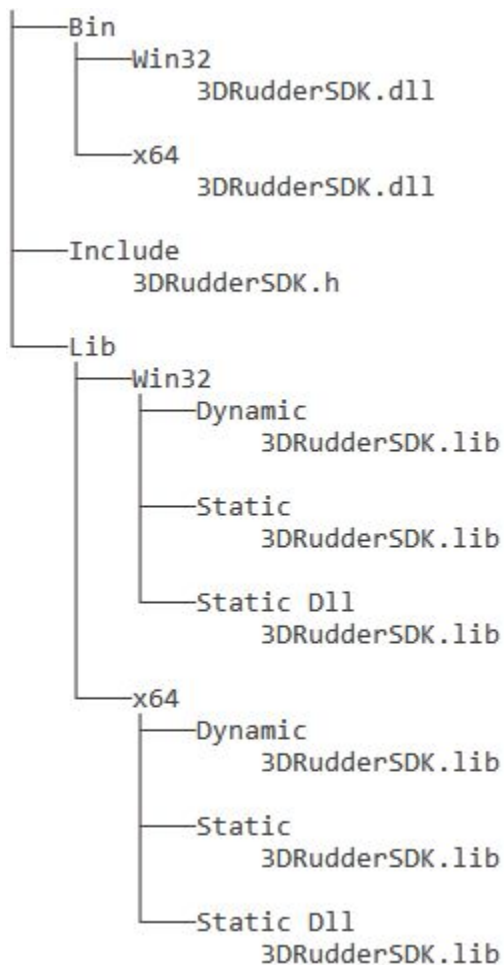 Bin
Win32
3DRudderSDK.dll
x64
3DRudderSDK.dll
Include
3DRudderSDK.h
Lib
Win32
Dynamic
3DRudderSDK.lib
Static
3DRudderSDK.lib
Static Dll
3DRudderSDK.lib
x64
Dynamic
3DRudderSDK.lib
Static
3DRudderSDK.lib
Static Dll
3DRudderSDK.lib